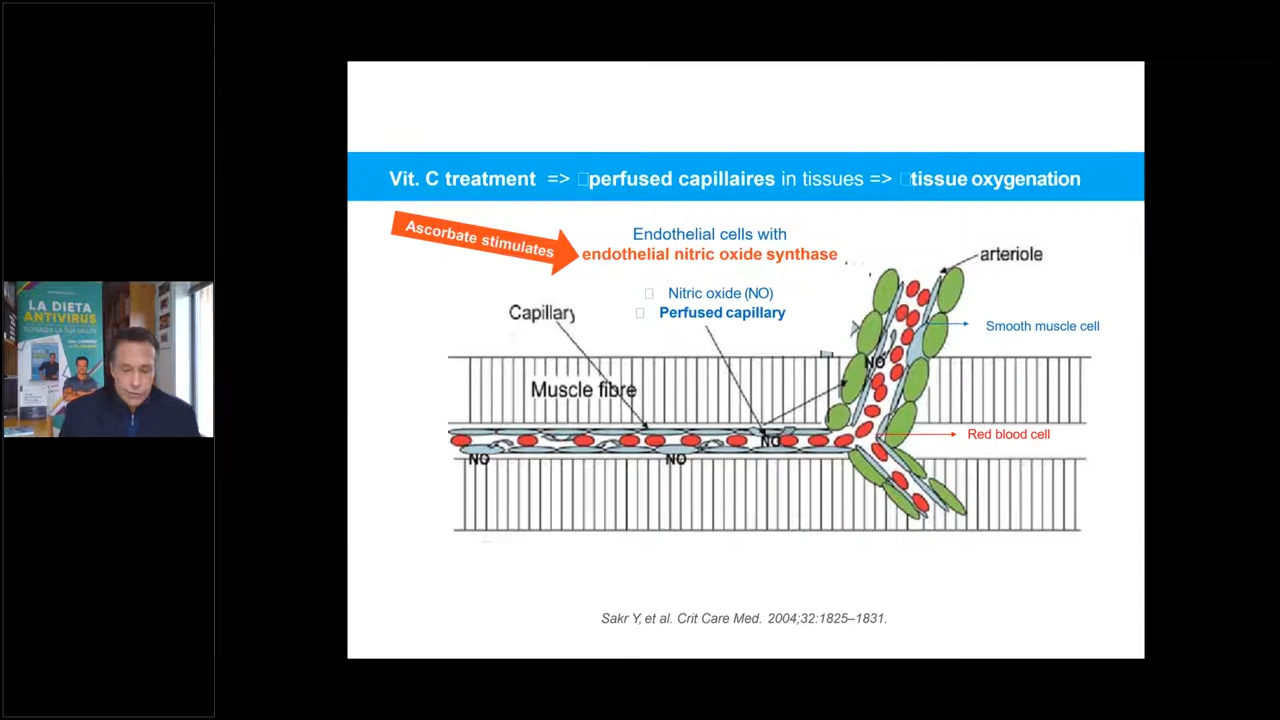 Vit. C treatment => □perfused capillaires in tissues => □tissue oxygenation
Ascorbate stimulates
Endothelial cells with
endothelial nitric oxide synthase
arteriole
□ Nitric oxide (NO)
Capillary
□ Perfused capillary
Smooth muscle cell
NO
Muscle fibre
Red blood cell
NO
NO
NO
Sakr Y, et al. Crit Care Med. 2004;32:1825–1831.
LA DIETA
ANTIVIRUS